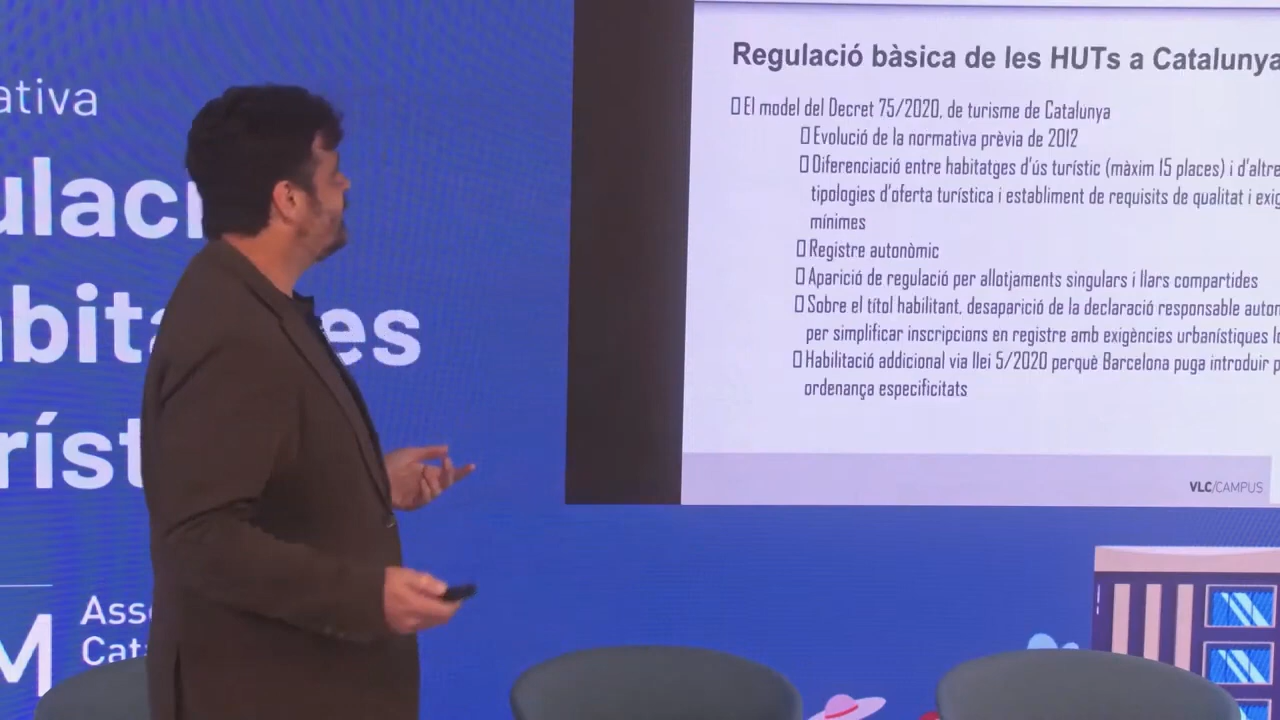 ativa
ulaci
abita es
ríst
M
Asso
Cata
Regulació bàsica de les HUTs a Catalunya
El model del Decret 75/2020, de turisme de Catalunya
Evolució de la normativa prèvia de 2012
Diferenciació entre habitatges d'ús turístic (màxim 15 places) i d'altre
tipologies d'oferta turística i establiment de requisits de qualitat i exig
mínimes
Registre autonòmic
Aparició de regulació per allotjaments singulars i llars compartides
Sobre el títol habilitant, desaparició de la declaració responsable auton
per simplificar inscripcions en registre amb exigències urbanístiques lo
Habilitació addicional via llei 5/2020 perquè Barcelona puga introduir p
ordenança especificitats
VLC/CAMPUS